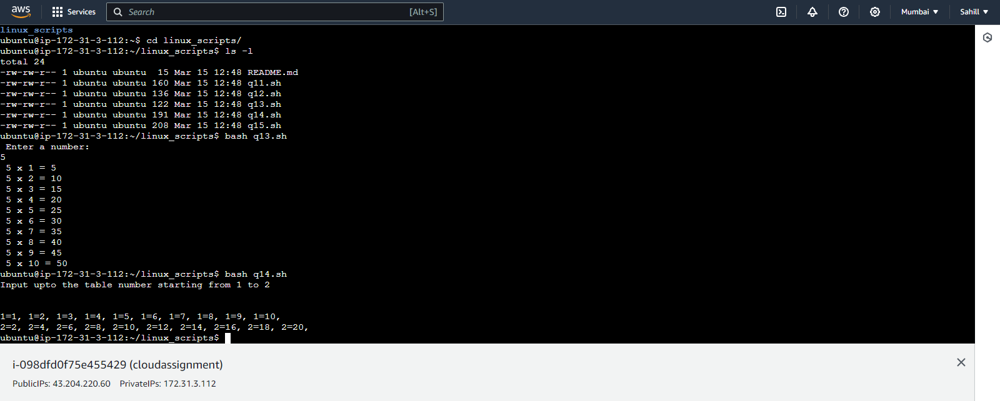 aws Services Search [Alt+S] Mumbai Sahill
linux_scripts
ubuntu@ip-172-31-3-112:~$ cd linux_scripts/
ubuntu@ip-172-31-3-112:~/linux_scripts$ ls -l
total 24
-rw-rw-r-- 1 ubuntu ubuntu  15 Mar 15 12:48 README.md
-rw-rw-r-- 1 ubuntu ubuntu 160 Mar 15 12:48 q11.sh
-rw-rw-r-- 1 ubuntu ubuntu 136 Mar 15 12:48 q12.sh
-rw-rw-r-- 1 ubuntu ubuntu 122 Mar 15 12:48 q13.sh
-rw-rw-r-- 1 ubuntu ubuntu 191 Mar 15 12:48 q14.sh
-rw-rw-r-- 1 ubuntu ubuntu 208 Mar 15 12:48 q15.sh
ubuntu@ip-172-31-3-112:~/linux_scripts$ bash q13.sh
Enter a number:
5
5 x 1 = 5
5 x 2 = 10
5 x 3 = 15
5 x 4 = 20
5 x 5 = 25
5 x 6 = 30
5 x 7 = 35
5 x 8 = 40
5 x 9 = 45
5 x 10 = 50
ubuntu@ip-172-31-3-112:~/linux_scripts$ bash q14.sh
Input upto the table number starting from 1 to 2
1=1, 1=2, 1=3, 1=4, 1=5, 1=6, 1=7, 1=8, 1=9, 1=10,
2=2, 2=4, 2=6, 2=8, 2=10, 2=12, 2=14, 2=16, 2=18, 2=20,
ubuntu@ip-172-31-3-112:~/linux_scripts$
i-098dfd0f75e455429 (cloudassignment)
PublicIPs: 43.204.220.60 PrivateIPs: 172.31.3.112